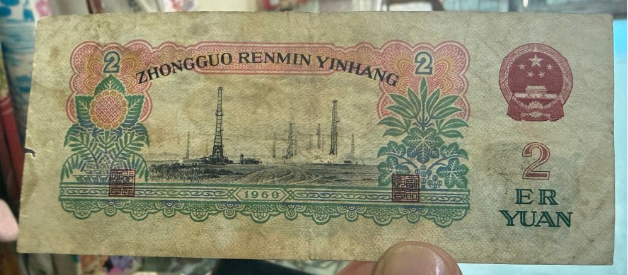 2 ZHONGGUO RENMIN YINHANG 2
1960
2
ER
YUAN